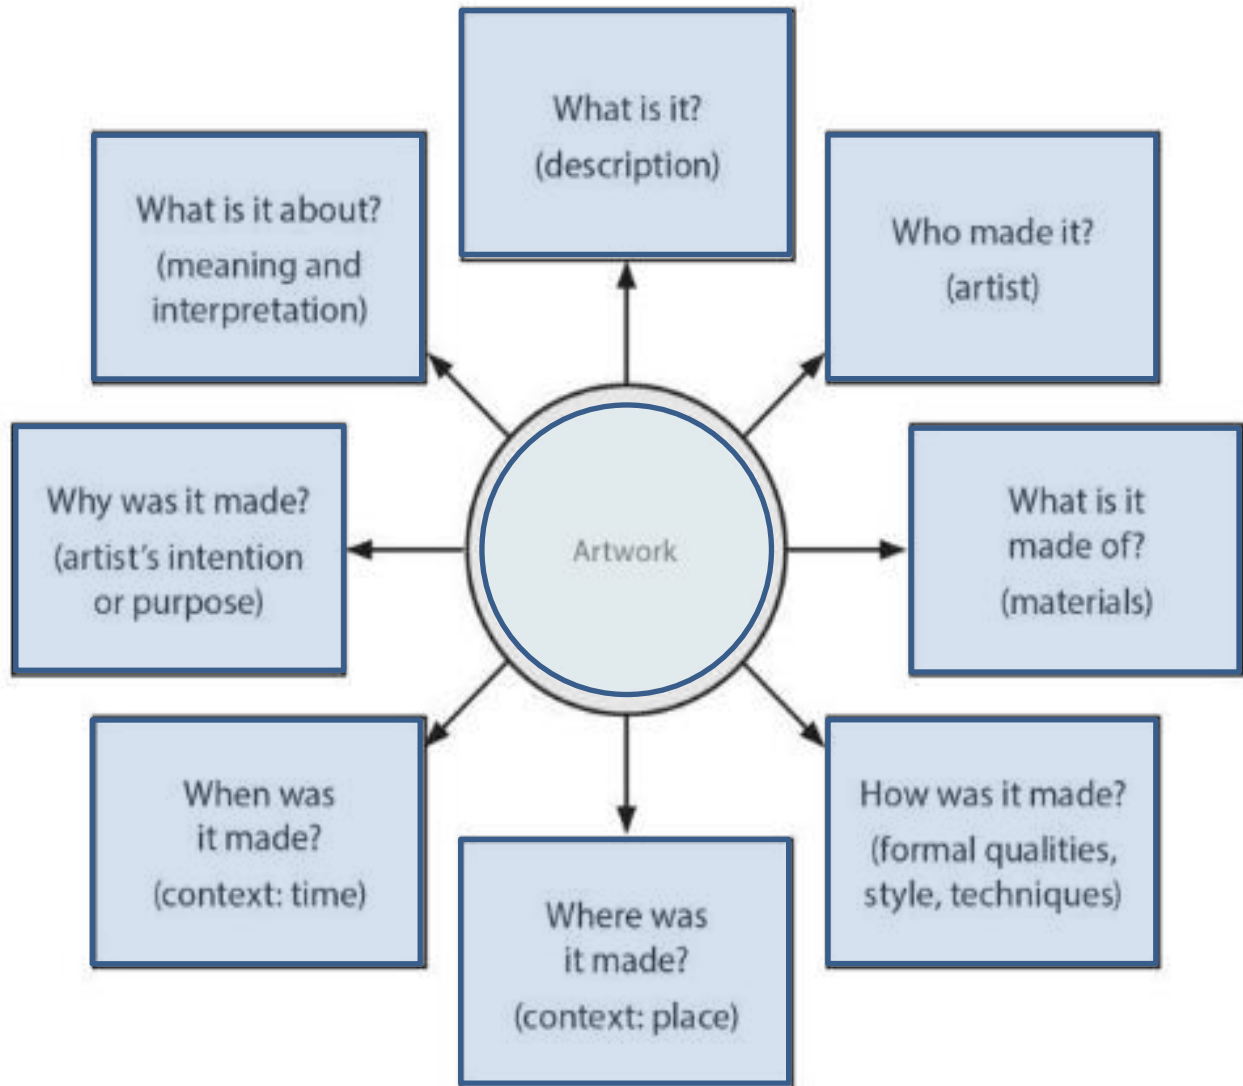 What is it?
(description)
Who made it?
(artist)
What is it
made of?
(materials)
How was it made?
(formal qualities,
style, techniques)
Where was
it made?
(context: place)
When was
it made?
(context: time)
Why was it made?
(artist's intention
or purpose)
What is it about?
(meaning and
interpretation)
Artwork